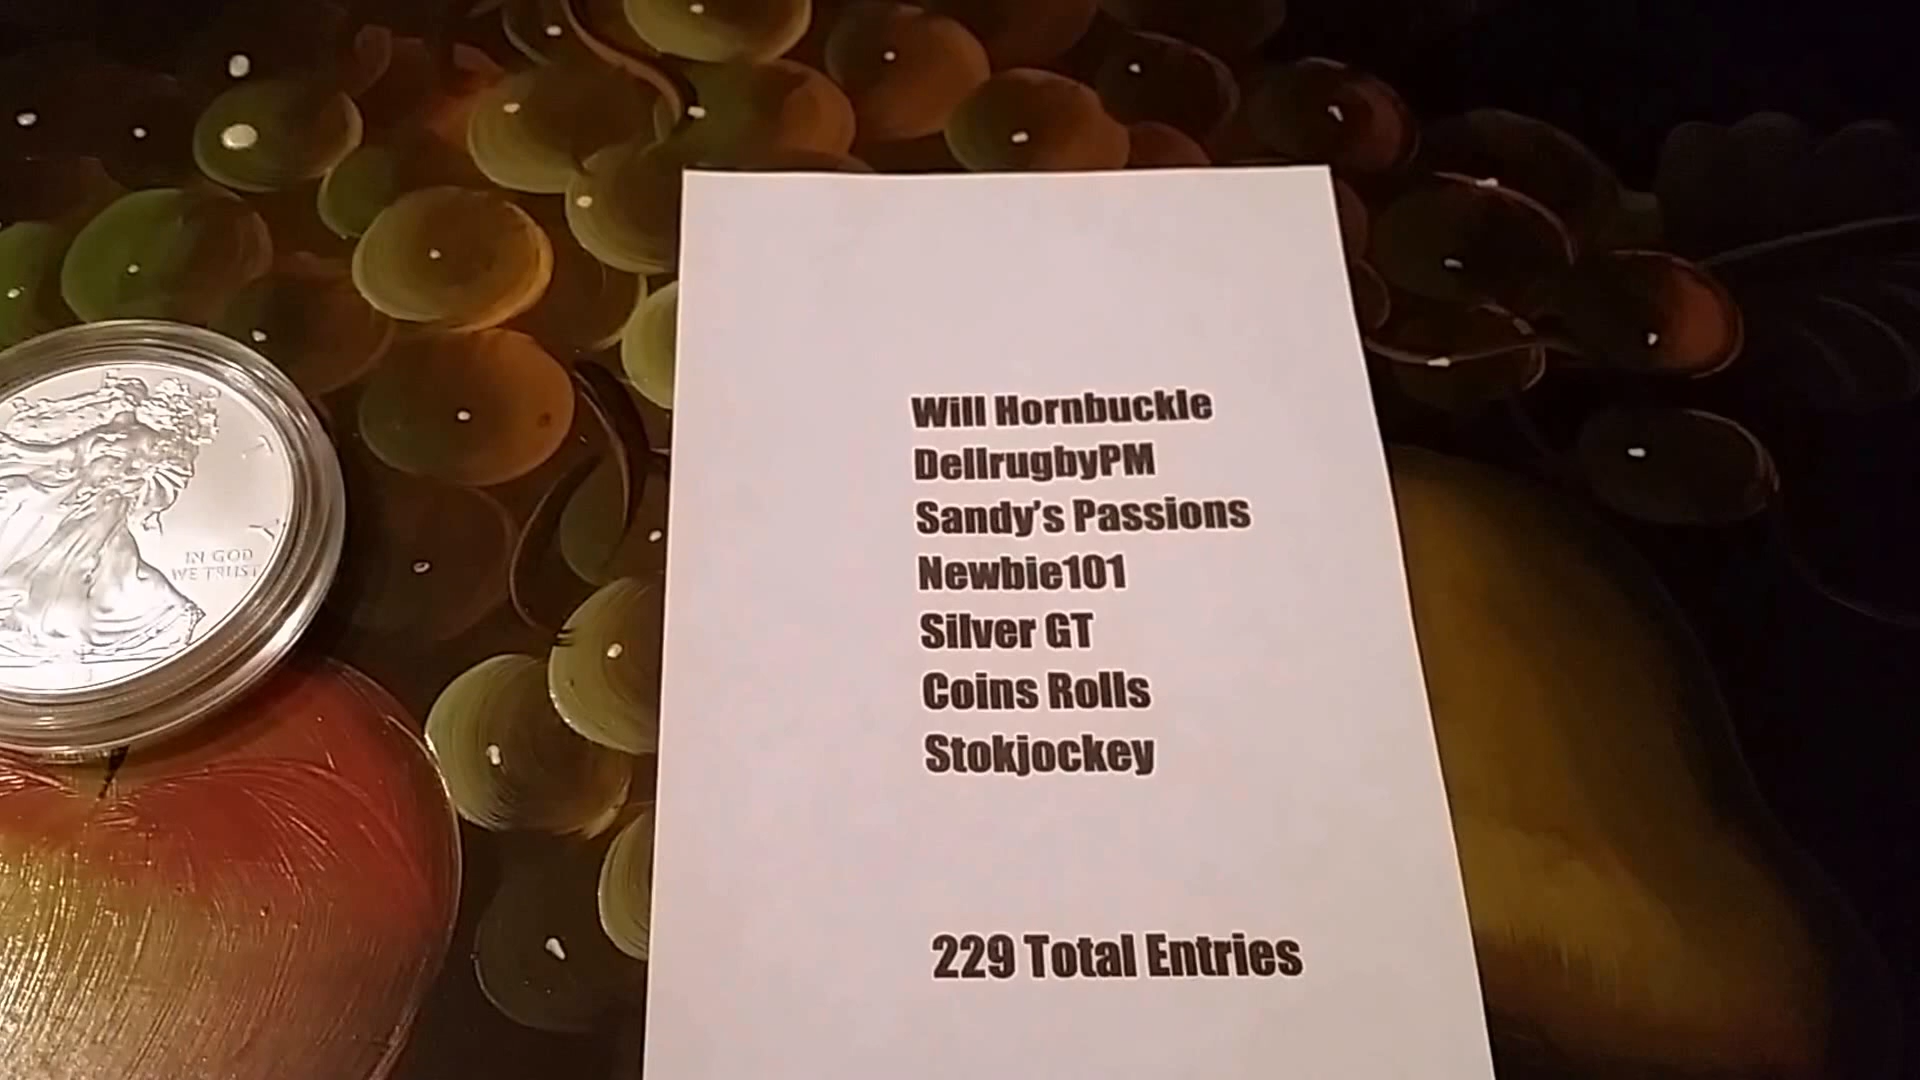 IN GOD
WE TRUST
Will Hornbuckle
DellrugbyPM
Sandy's Passions
Newbie101
Silver GT
Coins Rolls
Stokjockey
229 Total Entries